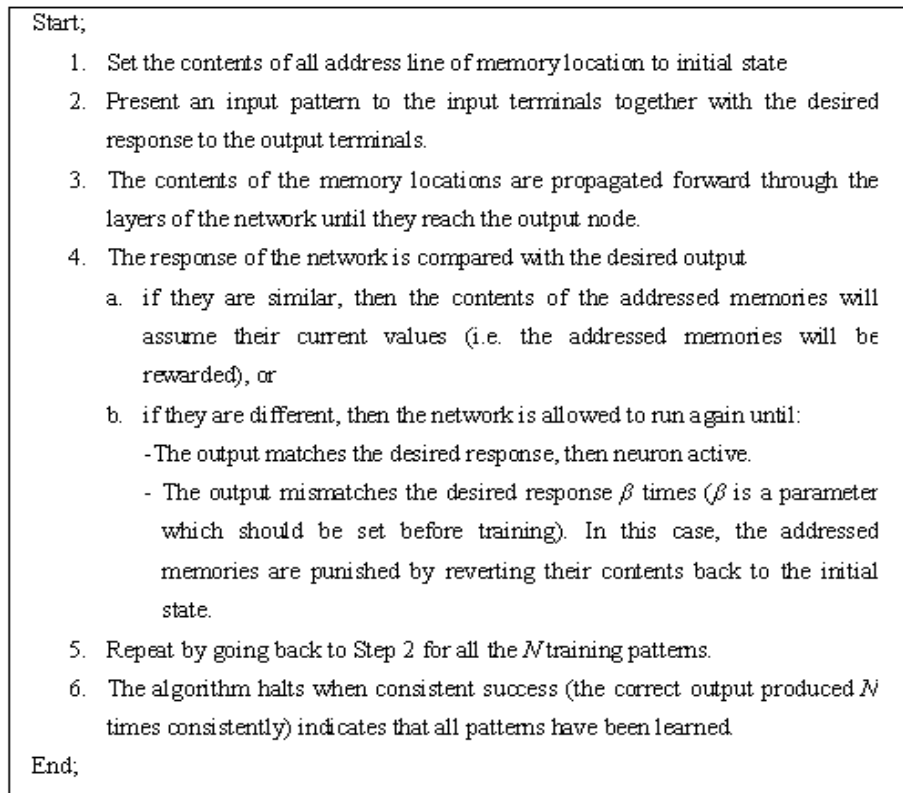 Start;
1. Set the contents of all address line of memory location to initial state
2. Present an input pattern to the input terminals together with the desired
response to the output terminals.
3. The contents of the memory locations are propagated forward through the
layers of the network until they reach the output node.
4. The response of the network is compared with the desired output
a. if they are similar, then the contents of the addressed memories will
assume their current values (i.e. the addressed memories will be
rewarded), or
b. if they are different, then the network is allowed to run again until:
-The output matches the desired response, then neuron active.
- The output mismatches the desired response β times (β is a parameter
which should be set before training). In this case, the addressed
memories are punished by reverting their contents back to the initial
state.
5. Repeat by going back to Step 2 for all the N training patterns.
6. The algorithm halts when consistent success (the correct output produced N
times consistently) indicates that all patterns have been learned.
End;